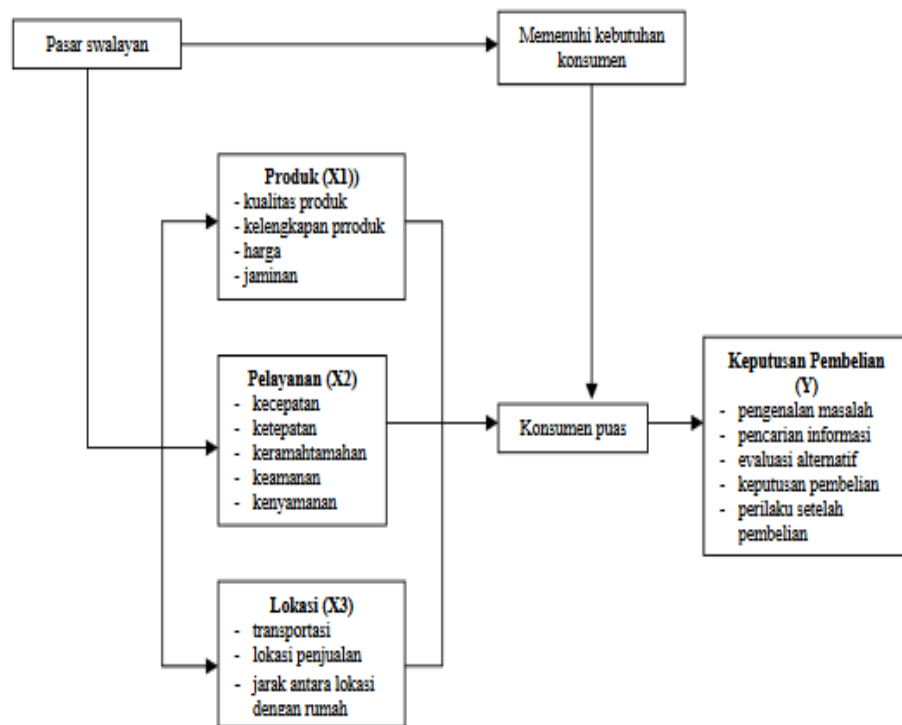 Pasar swalayan
Memenuhi kebutuhan
konsumen
Produk (X1))
- kualitas produk
- kelengkapan prroduk
- harga
- jaminan
Pelayanan (X2)
- kecepatan
- ketepatan
- keramahtamahan
- keamanan
- kenyamanan
Lokasi (X3)
- transportasi
- lokasi penjualan
- jarak antara lokasi
dengan rumah
Konsumen puas
Keputusan Pembelian
(Y)
- pengenalan masalah
- pencarian informasi
- evaluasi alternatif
- keputusan pembelian
- perilaku setelah
pembelian